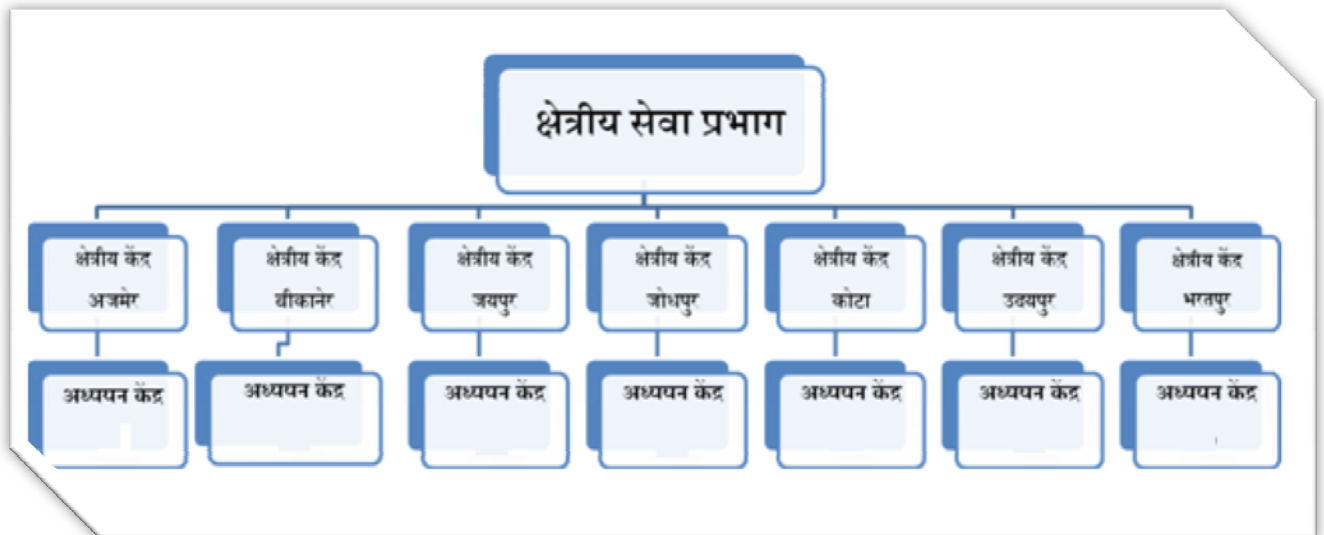 क्षेत्रीय सेवा प्रभाग
क्षेत्रीय केंद्र
अजमेर
क्षेत्रीय केंद्र
बीकानेर
क्षेत्रीय केंद्र
जयपुर
क्षेत्रीय केंद्र
जोधपुर
क्षेत्रीय केंद्र
कोटा
क्षेत्रीय केंद्र
उदयपुर
क्षेत्रीय केंद्र
भरतपुर
अध्ययन केंद्र
अध्ययन केंद्र
अध्ययन केंद्र
अध्ययन केंद्र
अध्ययन केंद्र
अध्ययन केंद्र
अध्ययन केंद्र